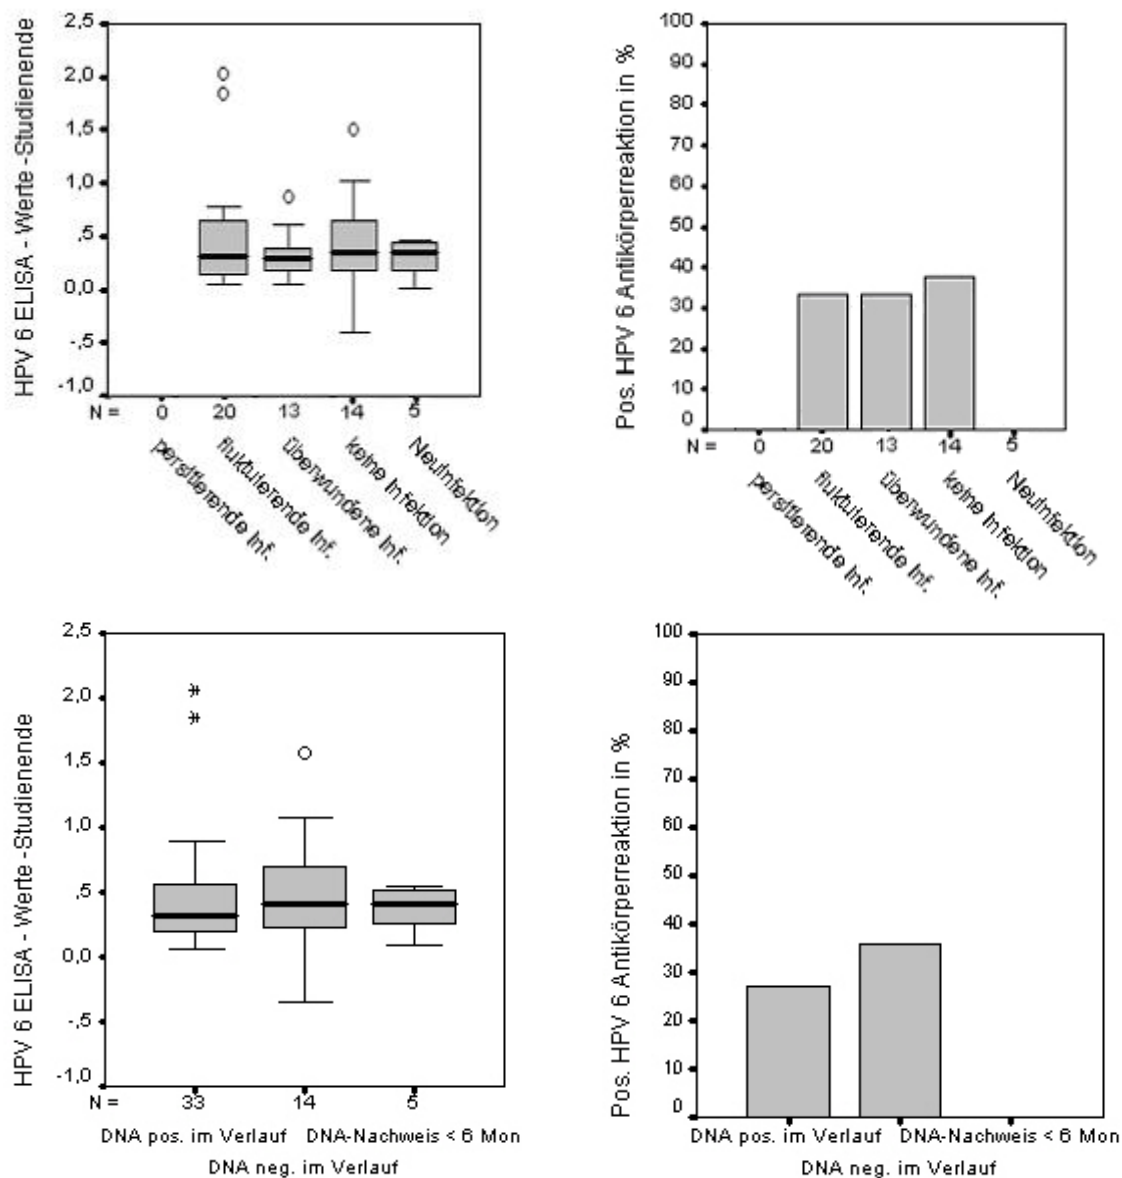 HPV 6 ELISA - Werte -Studienende
2,5
2,0
1,5
1,0
,5
0,0
-,5
-1,0
N = 0 20 13 14 5
persitierende Inf.
fluktuierende Inf.
überwundene Inf.
keine Infektion
Neuinfektion
Pos. HPV 6 Antikörperreaktion in %
100
90
80
70
60
50
40
30
20
10
0
N = 0 20 13 14 5
persitierende Inf.
fluktuierende Inf.
überwundene Inf.
keine Infektion
Neuinfektion
HPV 6 ELISA - Werte -Studienende
2,5
2,0
1,5
1,0
,5
0,0
-,5
-1,0
N = 33 14 5
DNA pos. im Verlauf DNA-Nachweis < 6 Mon
DNA neg. im Verlauf
Pos. HPV 6 Antikörperreaktion in %
100
90
80
70
60
50
40
30
20
10
0
DNA pos. im Verlauf DNA-Nachweis < 6 Mon
DNA neg. im Verlauf